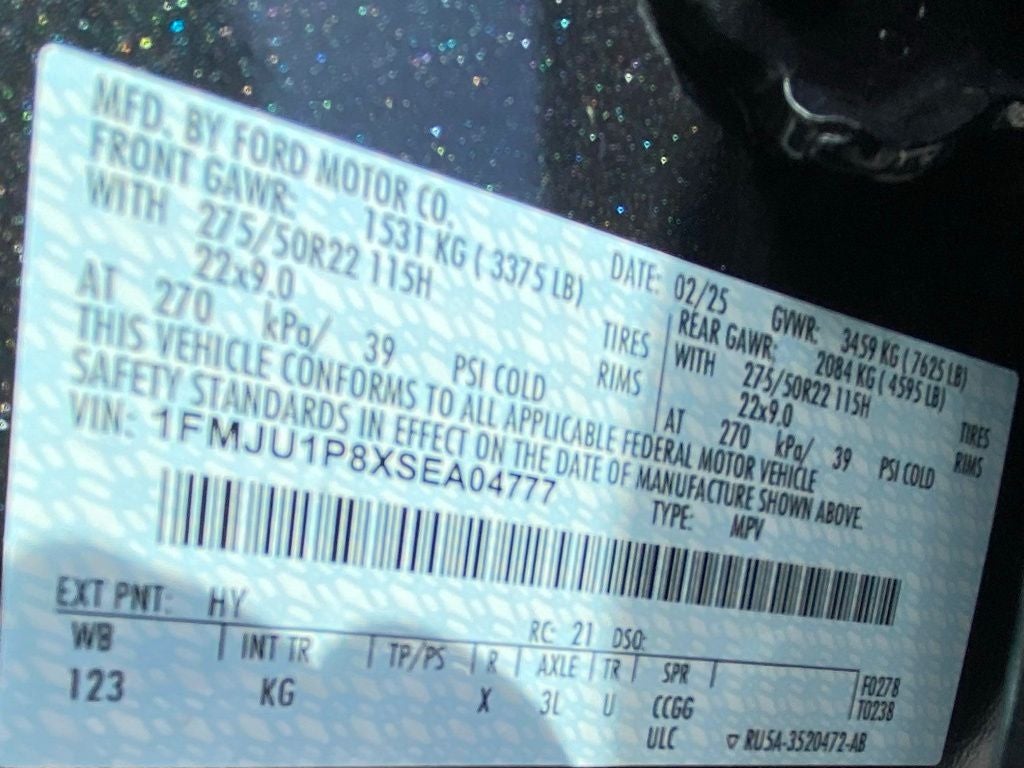 MFD. BY FORD MOTOR CO.
DATE: 02/25 GVWR: 3459 KG ( 7625 LB)
FRONT GAWR: 1531 KG ( 3375 LB)
REAR GAWR: 2084 KG ( 4595 LB)
WITH 275/50R22 115H TIRES
WITH 275/50R22 115H TIRES
22x9.0 RIMS
22x9.0 RIMS
AT 270 kPa/ 39 PSI COLD
AT 270 kPa/ 39 PSI COLD
THIS VEHICLE CONFORMS TO ALL APPLICABLE FEDERAL MOTOR VEHICLE
SAFETY STANDARDS IN EFFECT ON THE DATE OF MANUFACTURE SHOWN ABOVE.
VIN: 1FMJU1P8XSEA04777
TYPE: MPV
EXT PNT: HY RC: 21 DSO:
WB INT TR TP/PS R AXLE TR SPR
123 KG X 3L U CCGG
F0278
T0238
ULC ▽ RU5A-3520472-AB